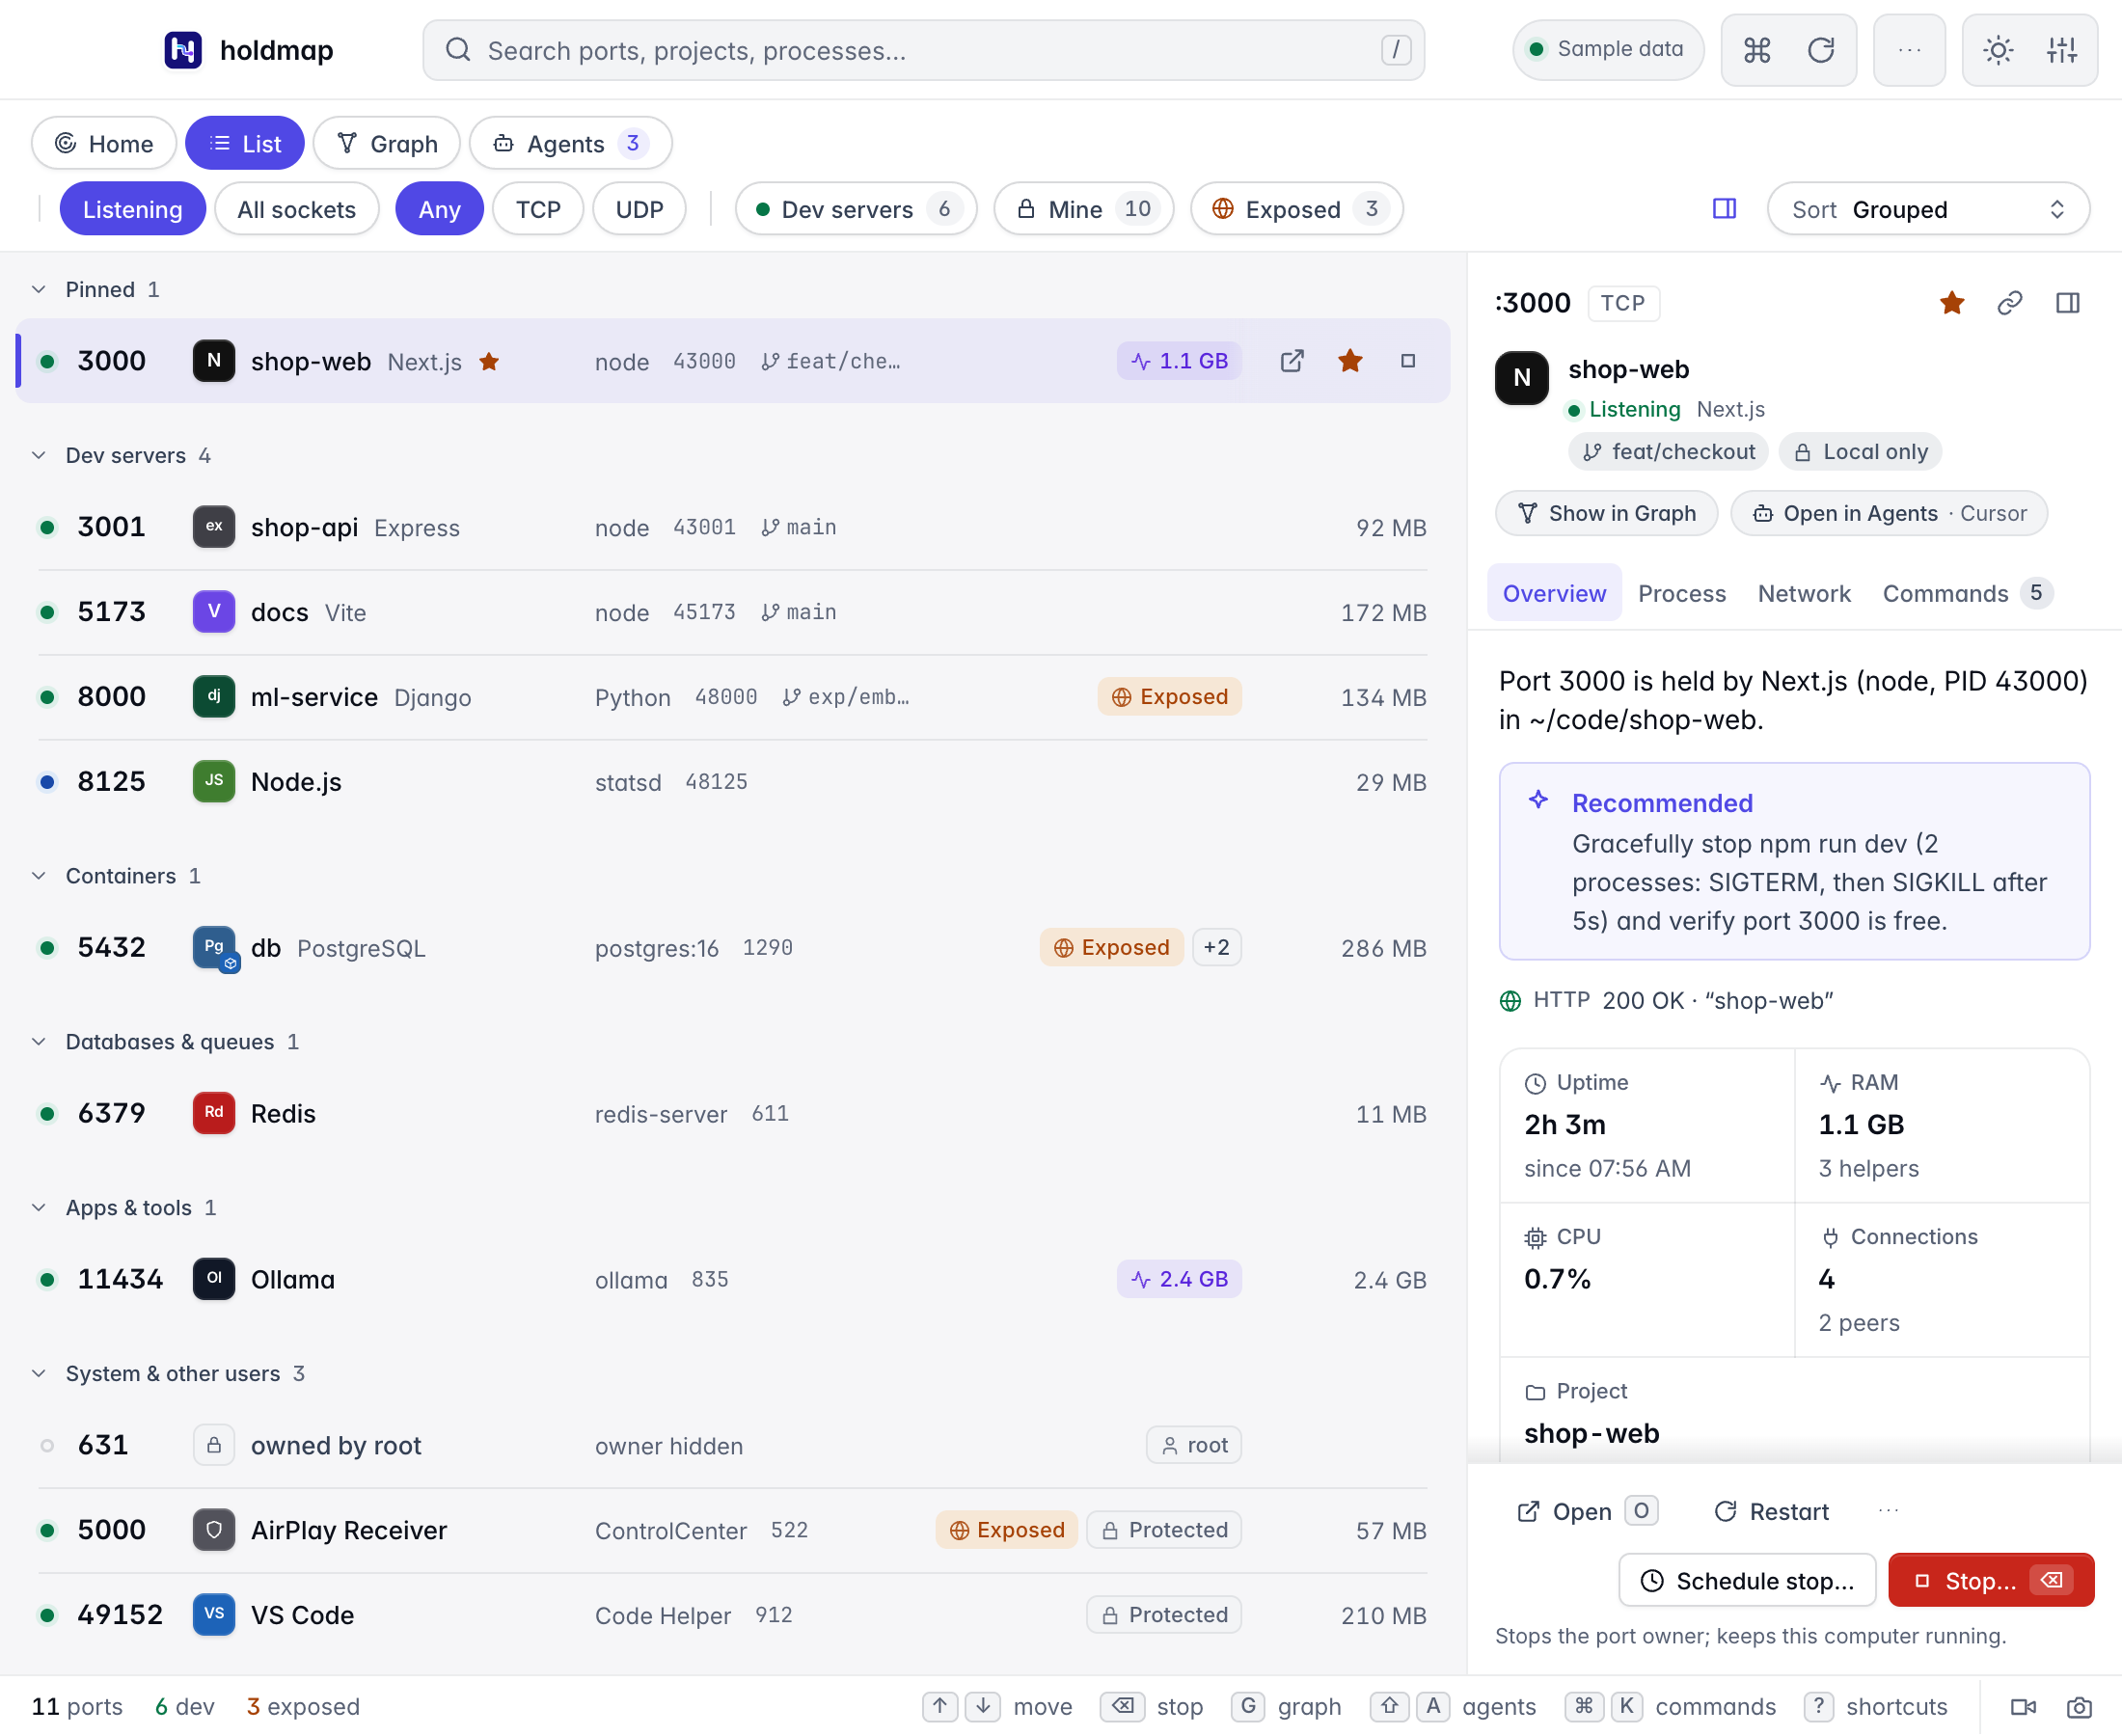 holdmap
Search ports, projects, processes... /
Sample data
Home List Graph Agents 3
Listening All sockets Any TCP UDP Dev servers 6 Mine 10 Exposed 3 Sort Grouped
Pinned 1
3000 N shop-web Next.js node 43000 feat/che… 1.1 GB
Dev servers 4
3001 ex shop-api Express node 43001 main 92 MB
5173 V docs Vite node 45173 main 172 MB
8000 dj ml-service Django Python 48000 exp/emb… Exposed 134 MB
8125 JS Node.js statsd 48125 29 MB
Containers 1
5432 Pg db PostgreSQL postgres:16 1290 Exposed +2 286 MB
Databases & queues 1
6379 Rd Redis redis-server 611 11 MB
Apps & tools 1
11434 Ol Ollama ollama 835 2.4 GB 2.4 GB
System & other users 3
631 owned by root owner hidden root
5000 AirPlay Receiver ControlCenter 522 Exposed Protected 57 MB
49152 VS VS Code Code Helper 912 Protected 210 MB
:3000 TCP
N shop-web
Listening Next.js
feat/checkout Local only
Show in Graph Open in Agents · Cursor
Overview Process Network Commands 5
Port 3000 is held by Next.js (node, PID 43000)
in ~/code/shop-web.
Recommended
Gracefully stop npm run dev (2
processes: SIGTERM, then SIGKILL after
5s) and verify port 3000 is free.
HTTP 200 OK · “shop-web”
Uptime
2h 3m
since 07:56 AM
RAM
1.1 GB
3 helpers
CPU
0.7%
Connections
4
2 peers
Project
shop-web
Open O Restart ...
Schedule stop... Stop...
Stops the port owner; keeps this computer running.
11 ports 6 dev 3 exposed ↑ ↓ move ⌫ stop G graph ⇧ A agents ⌘ K commands ? shortcuts